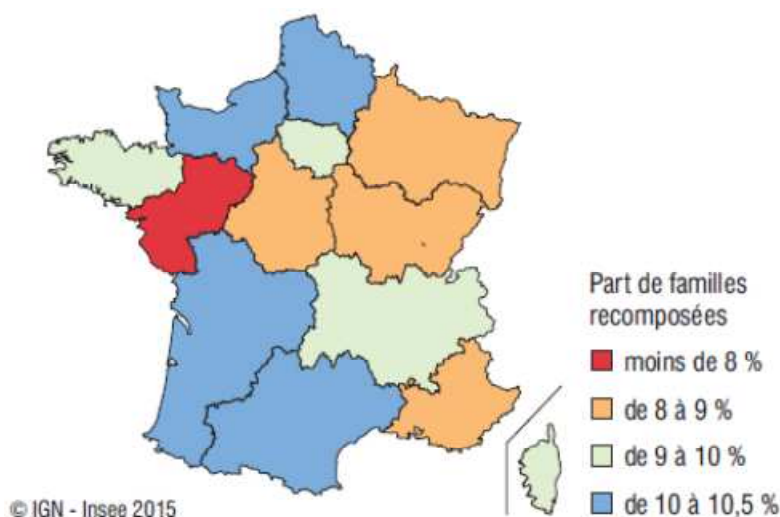 Part de familles
recomposées
moins de 8 %
de 8 à 9 %
de 9 à 10 %
de 10 à 10,5 %
© IGN - Insee 2015